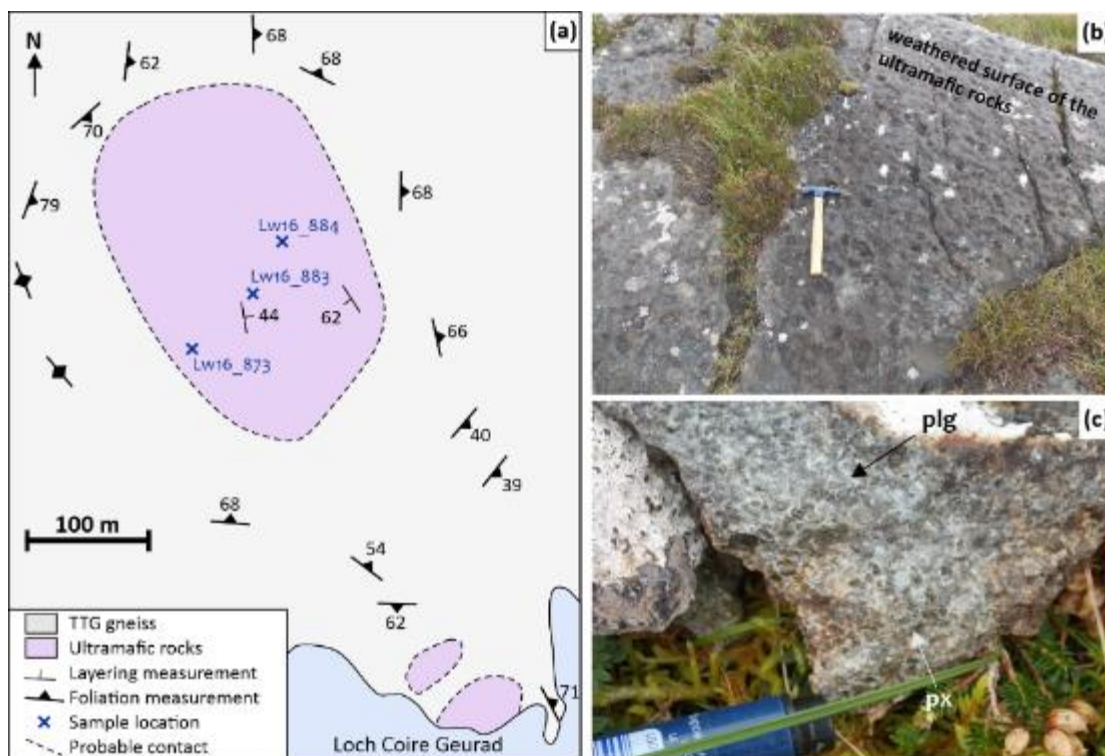 (a)
N
68
62
68
70
79
68
Lw16_884
Lw16_883
44
62
66
Lw16_873
40
39
68
100 m
54
62
71
TTG gneiss
Ultramafic rocks
Layering measurement
Foliation measurement
Sample location
Probable contact
Loch Coire Geurad
(b)
weathered surface of the
ultramafic rocks
(c)
plg
px